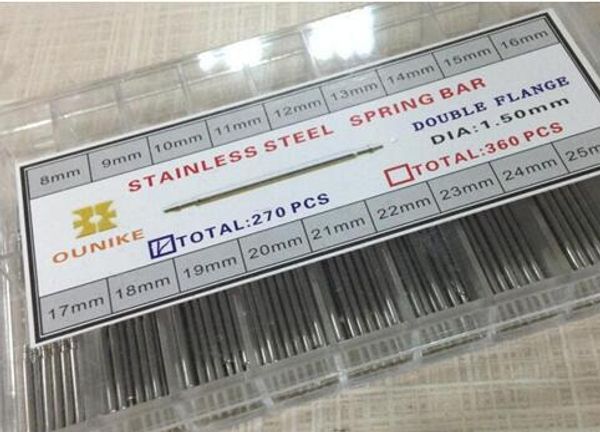 8mm 9mm 10mm 11mm 12mm 13mm 14mm 15mm 16mm
STAINLESS STEEL SPRING BAR
DOUBLE FLANGE
DIA:1.50mm
OUNIKE
TOTAL:270 PCS
TOTAL:360 PCS
17mm 18mm 19mm 20mm 21mm 22mm 23mm 24mm 25m